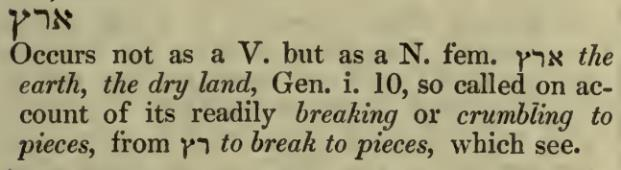 ארץ
Occurs not as a V. but as a N. fem. ארץ the
earth, the dry land, Gen. i. 10, so called on ac-
count of its readily breaking or crumbling to
pieces, from רץ to break to pieces, which see.